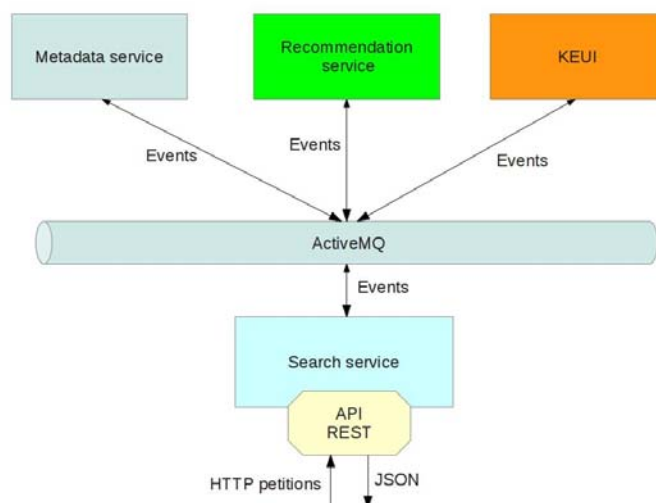 Metadata service
Recommendation
service
KEUI
Events
Events
Events
ActiveMQ
Events
Search service
API
REST
HTTP petitions
JSON